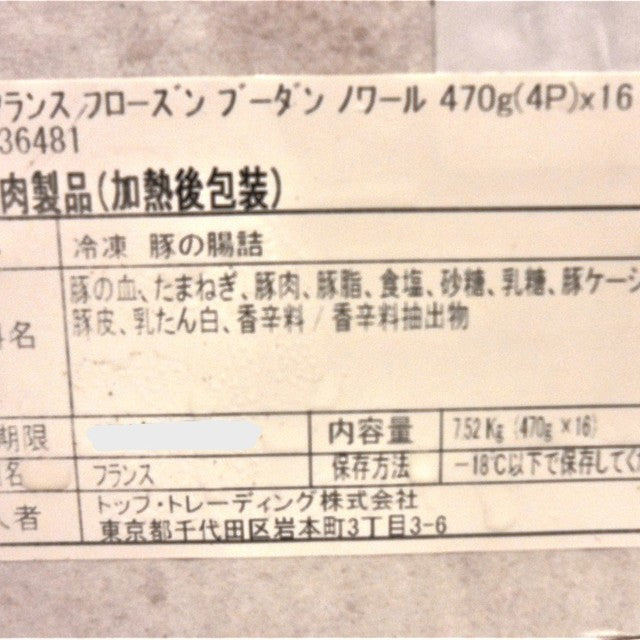 フランス フローズン ブーダン ノワール 470g(4P)x16
36481
肉製品(加熱後包装)
冷凍 豚の腸詰
豚の血、たまねぎ、豚肉、豚脂、食塩、砂糖、乳糖、豚ケーシ
料名 豚皮、乳たん白、香辛料 / 香辛料抽出物
期限 内容量 7.52Kg (470g ×16)
名 フランス 保存方法 -18℃以下で保存してく
入者 トップ・トレーディング株式会社
東京都千代田区岩本町3丁目3-6